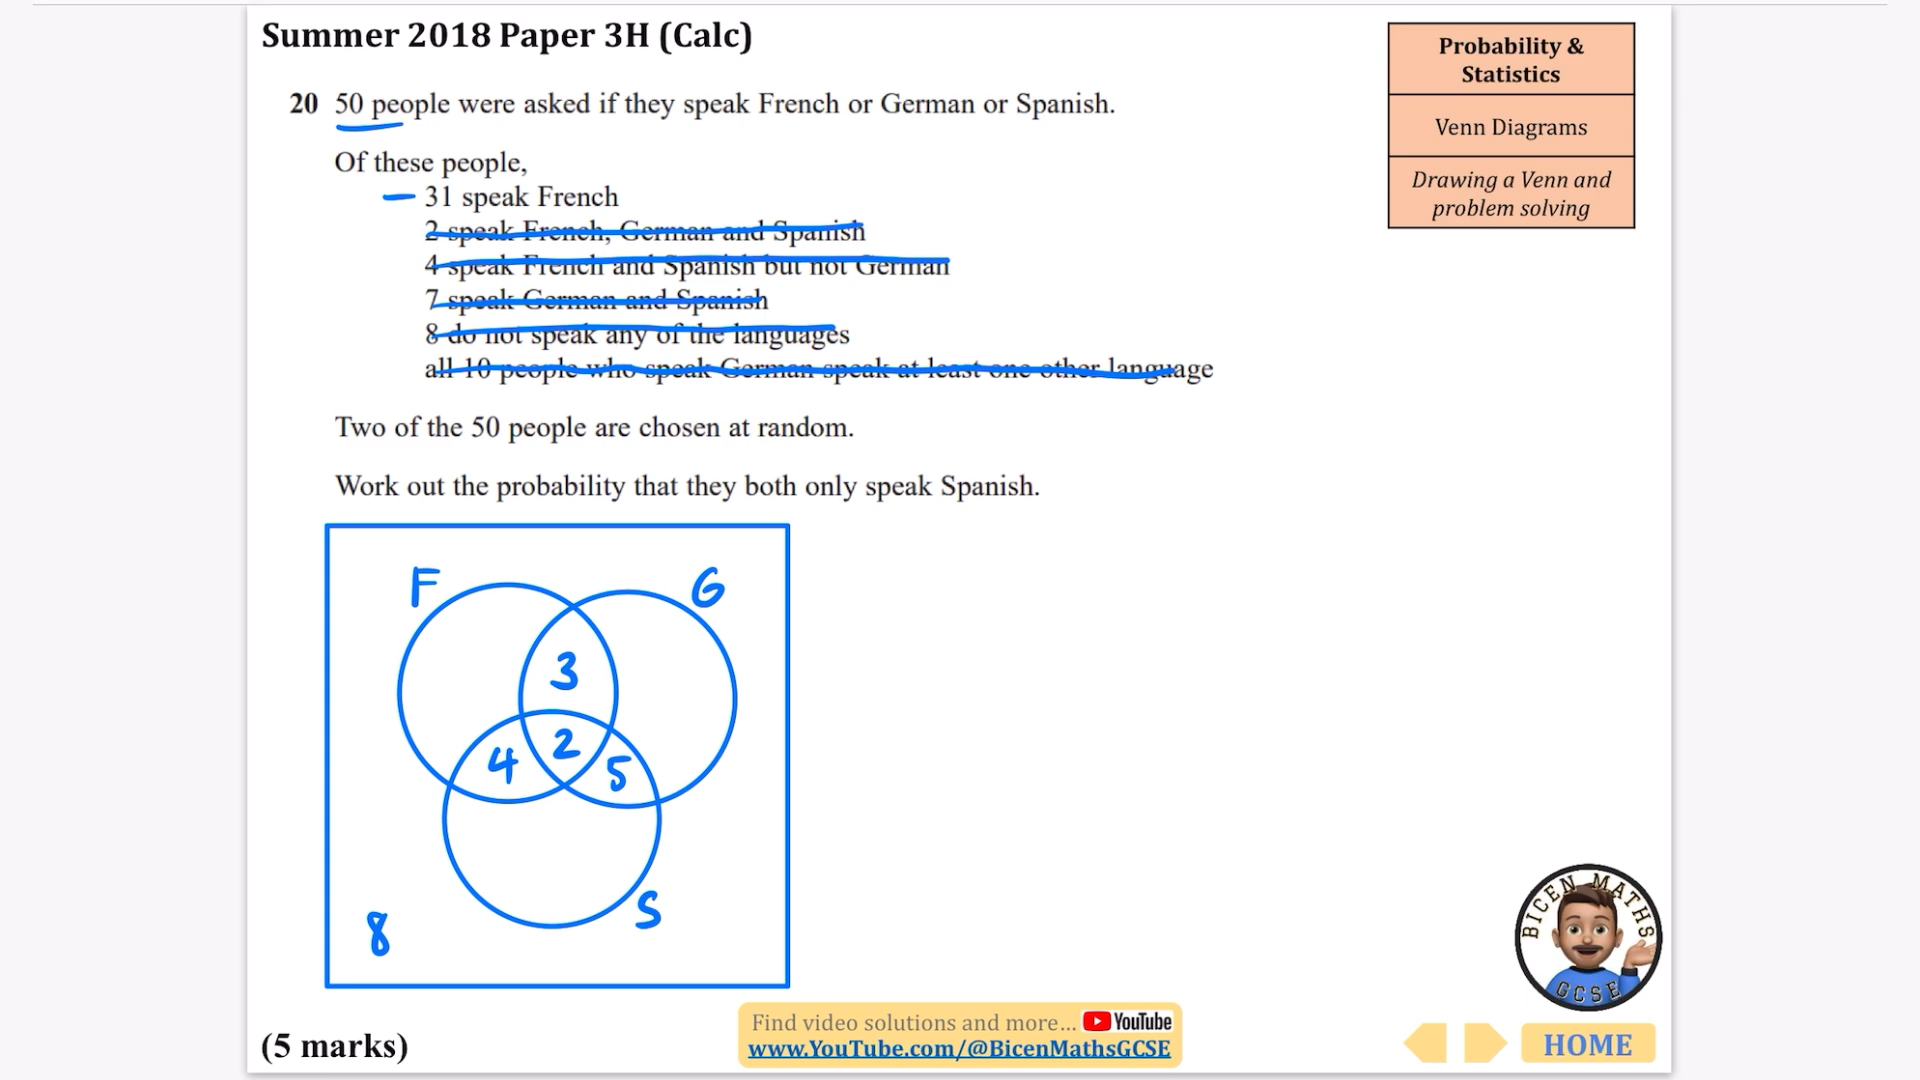 Summer 2018 Paper 3H (Calc)
Probability &
Statistics
Venn Diagrams
Drawing a Venn and
problem solving
20 50 people were asked if they speak French or German or Spanish.
Of these people,
31 speak French
2 speak French, German and Spanish
4 speak French and Spanish but not German
7 speak German and Spanish
8 do not speak any of the languages
all 10 people who speak German speak at least one other language
Two of the 50 people are chosen at random.
Work out the probability that they both only speak Spanish.
F G
3
4 2 5
S
8
BICEN MATHS
GCSE
(5 marks)
Find video solutions and more... YouTube
www.YouTube.com/@BicenMathsGCSE
HOME